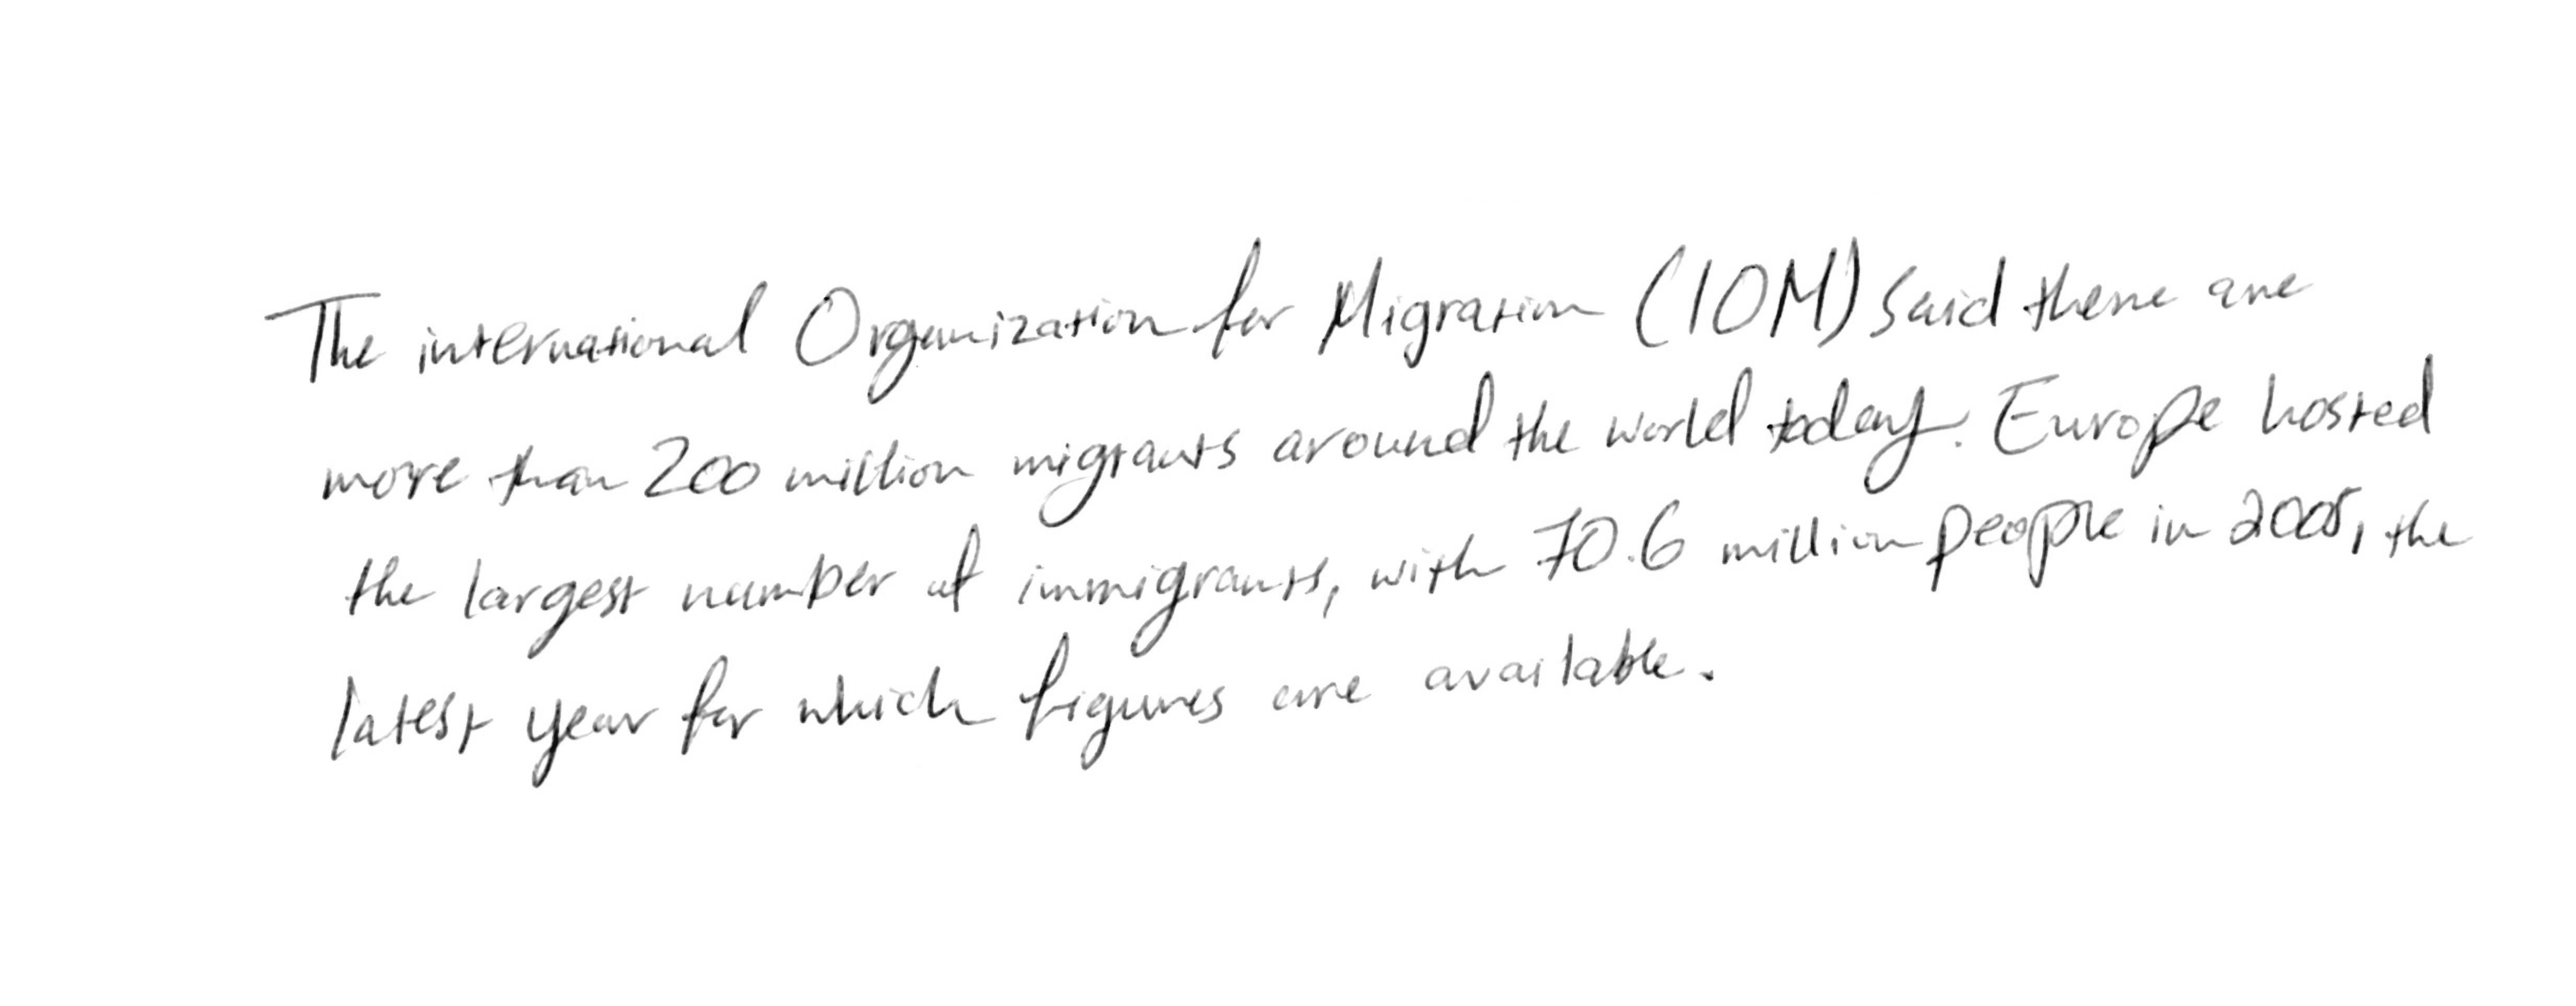 The international Organization for Migration (IOM) said there are
more than 200 million migrants around the world today. Europe hosted
the largest number of immigrants, with 70.6 million people in 2005, the
latest year for which figures are available.